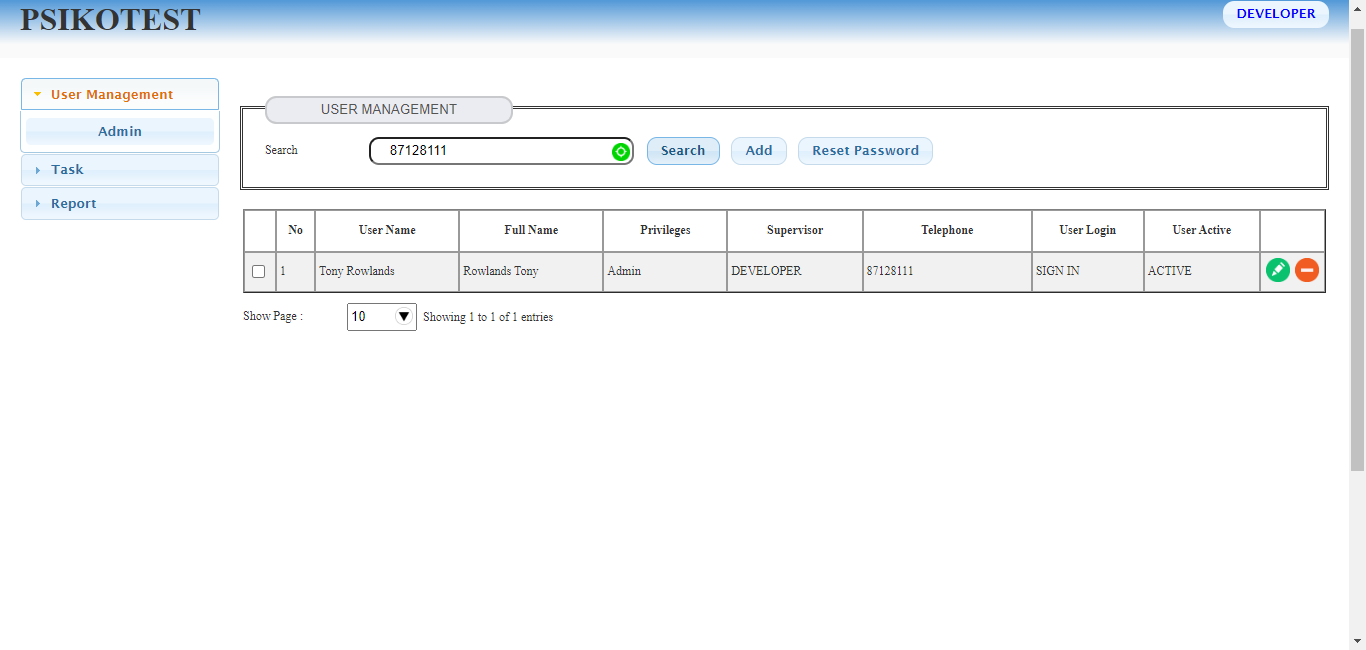 PSIKOTEST
DEVELOPER
User Management
Admin
Task
Report
USER MANAGEMENT
Search 87128111 Search Add Reset Password
No User Name Full Name Privileges Supervisor Telephone User Login User Active
1 Tony Rowlands Rowlands Tony Admin DEVELOPER 87128111 SIGN IN ACTIVE
Show Page : 10 Showing 1 to 1 of 1 entries